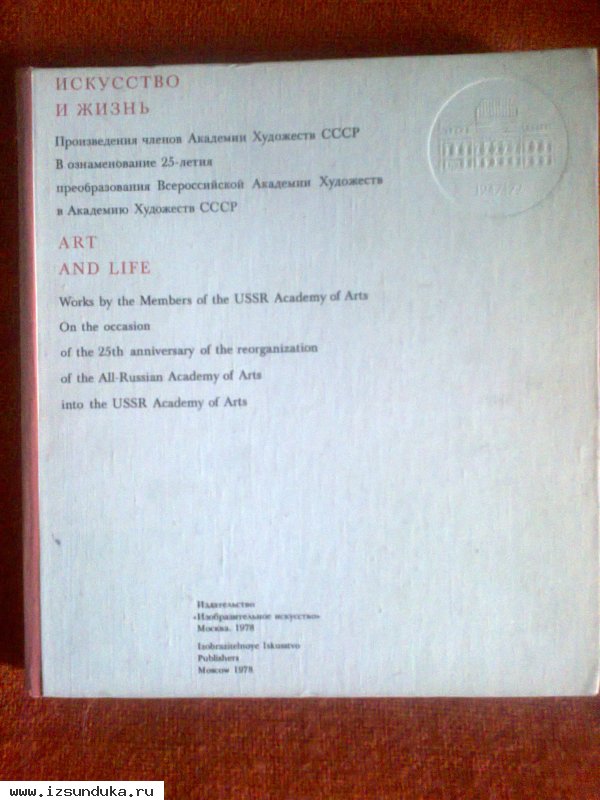 ИСКУССТВО
И ЖИЗНЬ
Произведения членов Академии Художеств СССР
В ознаменование 25-летия
преобразования Всероссийской Академии Художеств
в Академию Художеств СССР
ART
AND LIFE
Works by the Members of the USSR Academy of Arts
On the occasion
of the 25th anniversary of the reorganization
of the All-Russian Academy of Arts
into the USSR Academy of Arts
Издательство
«Изобразительное искусство»
Москва. 1978
Izobrazitelnoye Iskusstvo
Publishers
Moscow 1978
www.izsunduka.ru